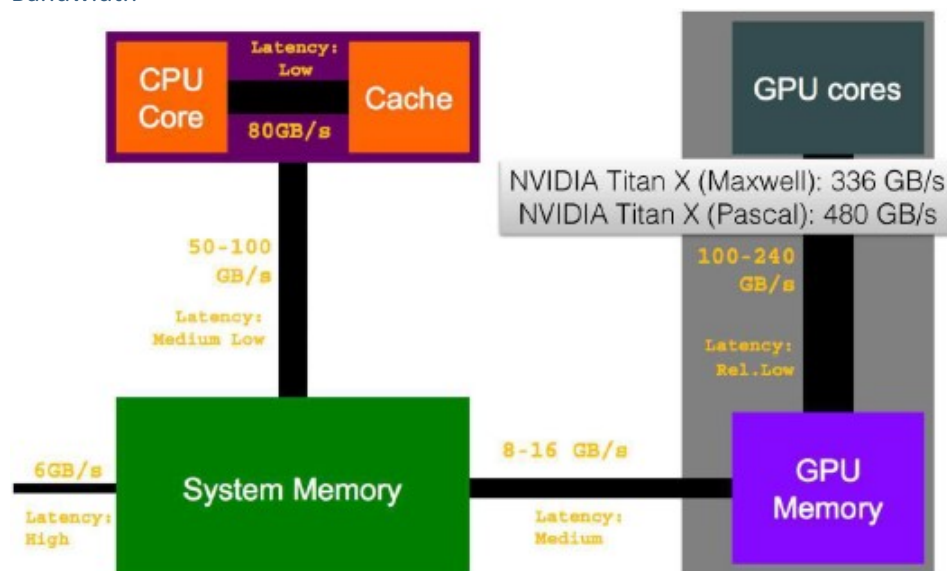 Bandwidth
Latency:
Low
CPU
Core
Cache
80GB/s
GPU cores
NVIDIA Titan X (Maxwell): 336 GB/s
NVIDIA Titan X (Pascal): 480 GB/s
50-100
GB/s
Latency:
Medium Low
100-240
GB/s
Latency:
Rel.Low
6GB/s
Latency:
High
System Memory
8-16 GB/s
Latency:
Medium
GPU
Memory